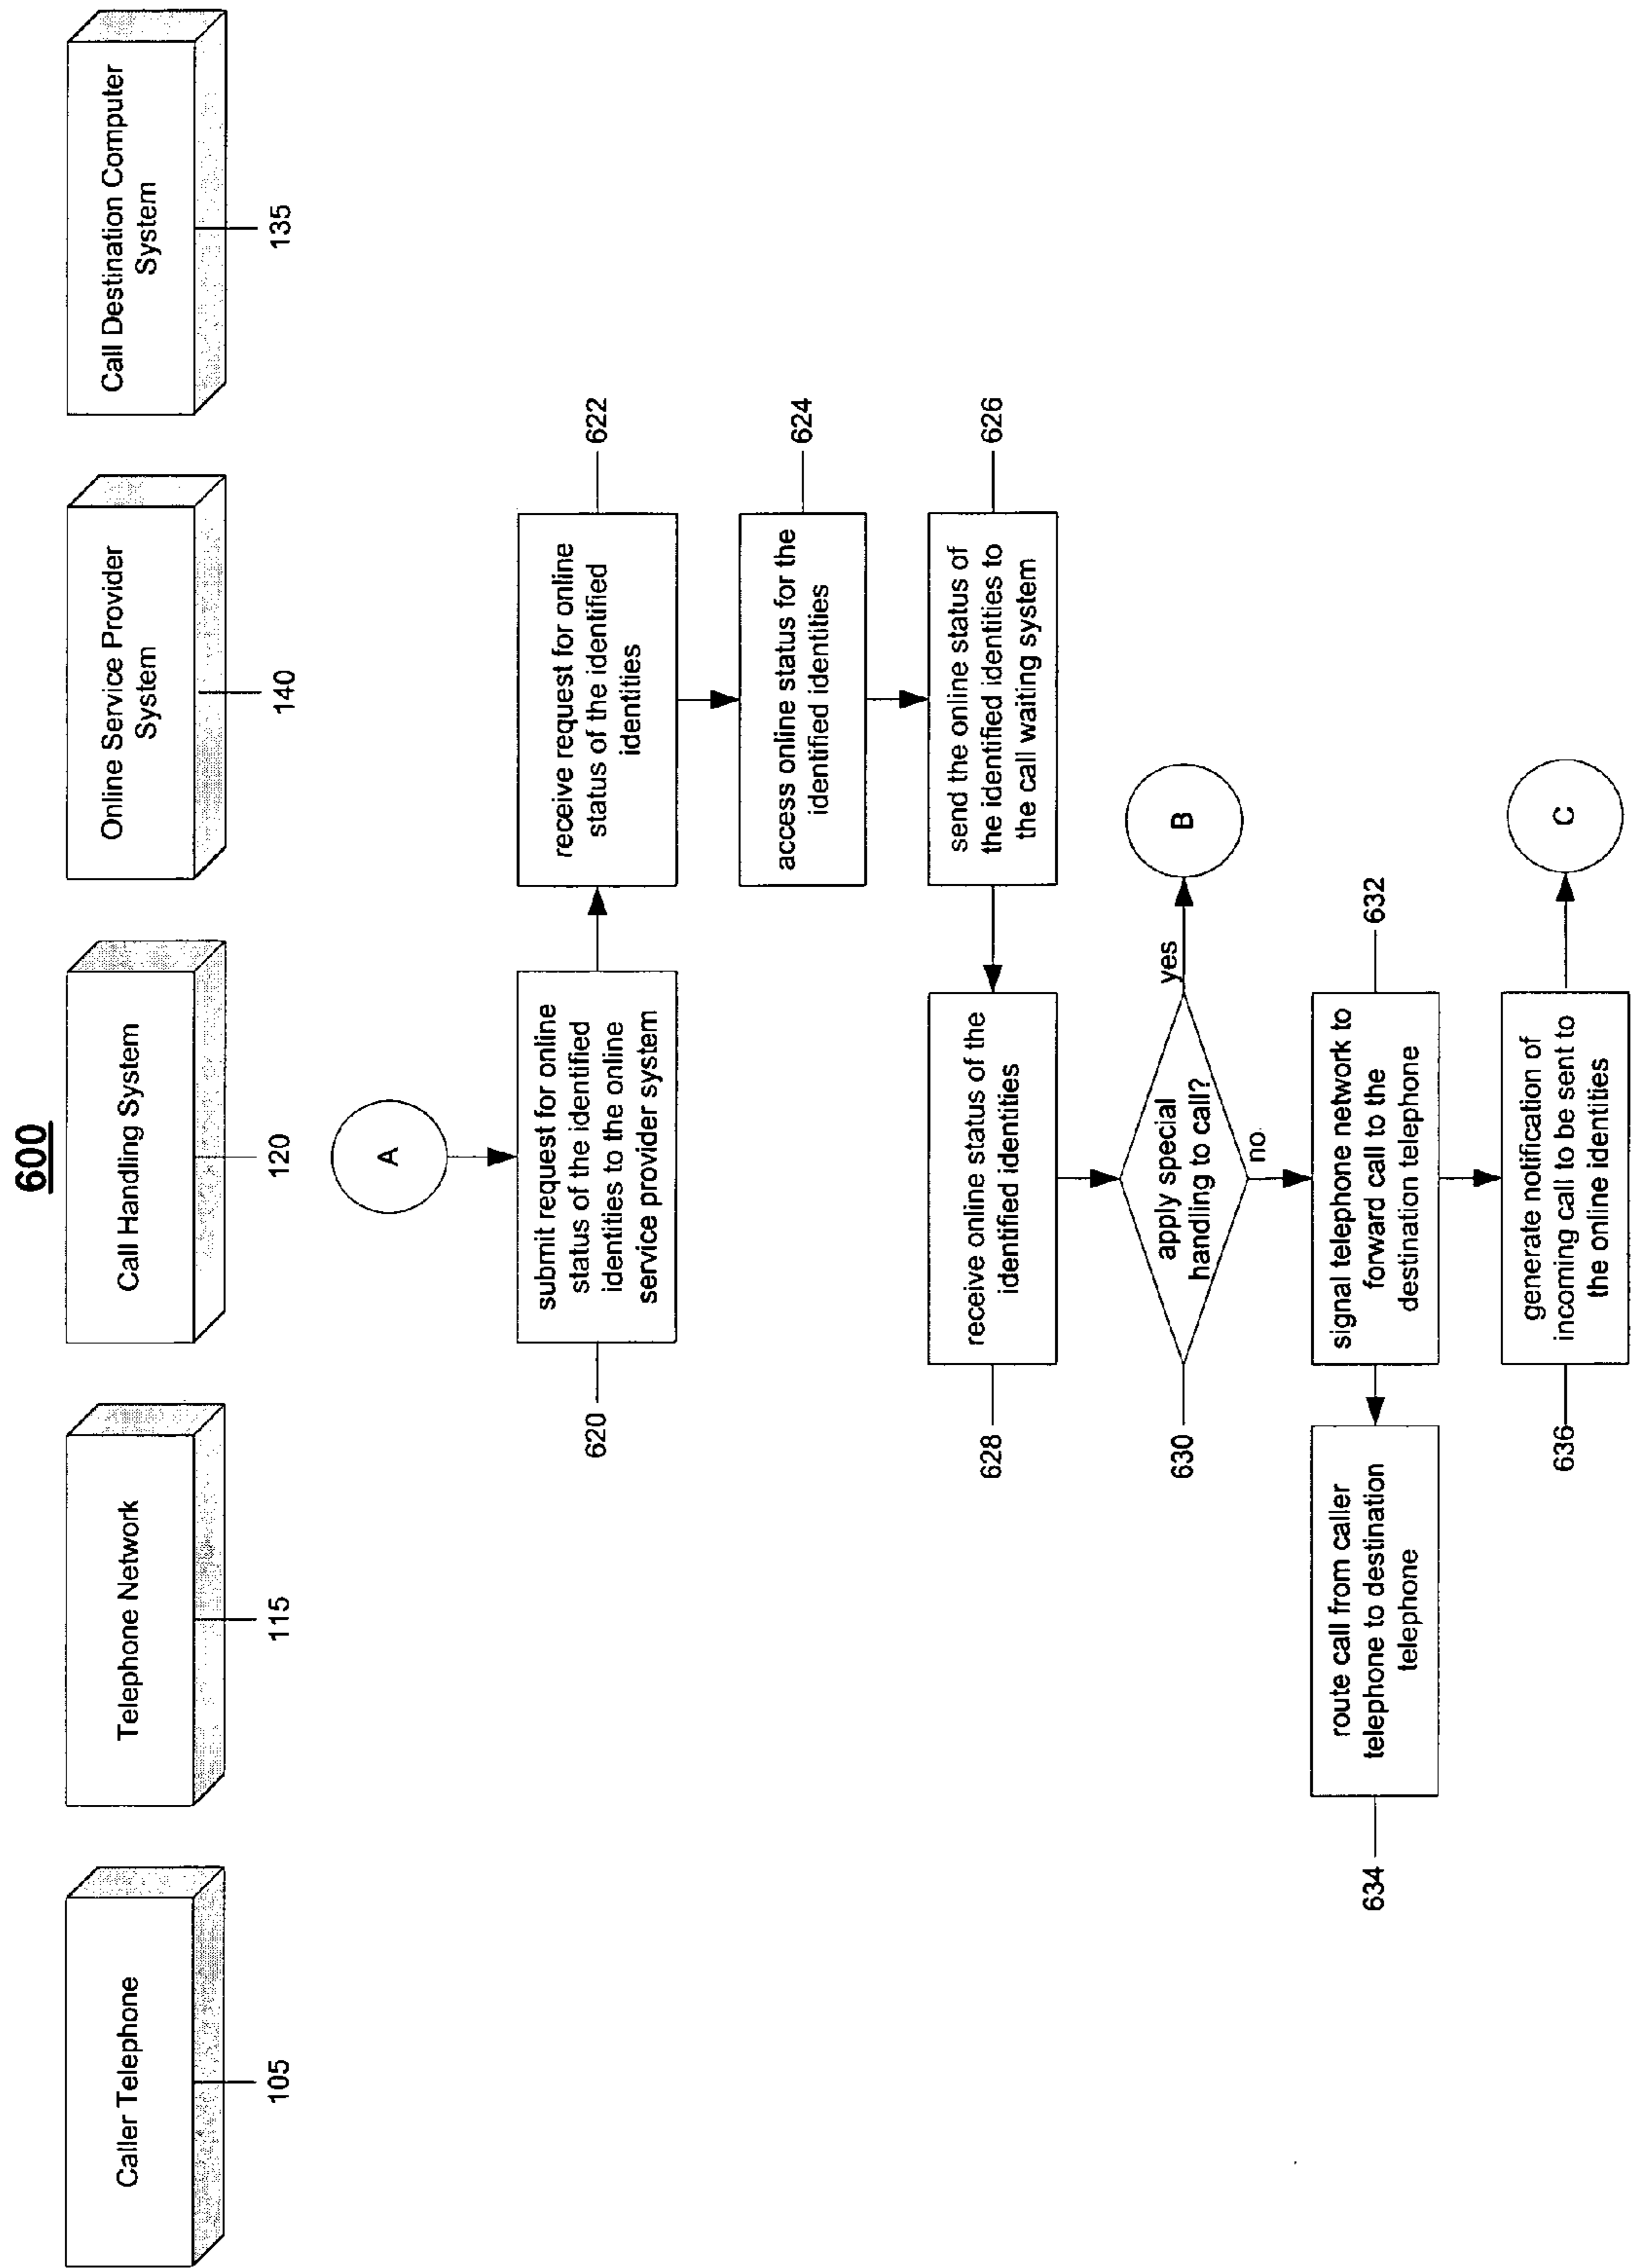 600
Caller Telephone
105
Telephone Network
115
Call Handling System
120
Online Service Provider
System
140
Call Destination Computer
System
135
A
submit request for online
status of the identified
identities to the online
service provider system
620
receive request for online
status of the identified
identities
622
access online status for the
identified identities
624
send the online status of
the identified identities to
the call waiting system
626
receive online status of the
identified identities
628
apply special
handling to call?
630
yes
B
no
signal telephone network to
forward call to the
destination telephone
632
route call from caller
telephone to destination
telephone
634
generate notification of
incoming call to be sent to
the online identities
636
C